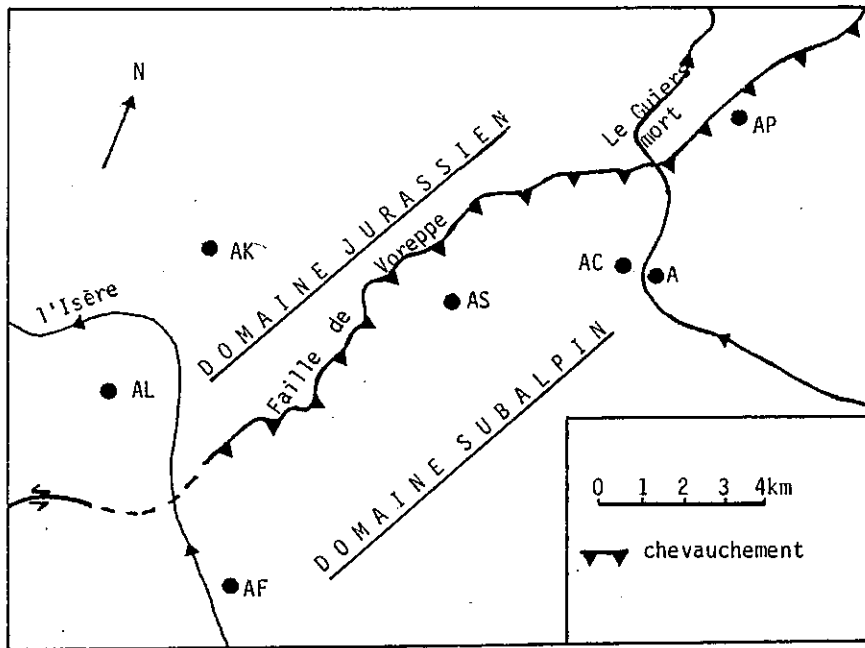 N
Le Guiers
mort
AP
DOMAINE JURASSIEN
AK
Faille de Voreppe
AC
A
AS
l'Isère
DOMAINE SUBALPIN
AL
AF
0 1 2 3 4km
chevauchement